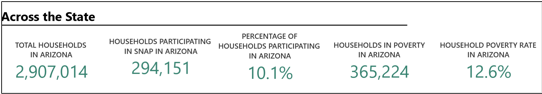 Across the State
TOTAL HOUSEHOLDS
IN ARIZONA
2,907,014
HOUSEHOLDS PARTICIPATING
IN SNAP IN ARIZONA
294,151
PERCENTAGE OF
HOUSEHOLDS PARTICIPATING
IN ARIZONA
10.1%
HOUSEHOLDS IN POVERTY
IN ARIZONA
365,224
HOUSEHOLD POVERTY RATE
IN ARIZONA
12.6%